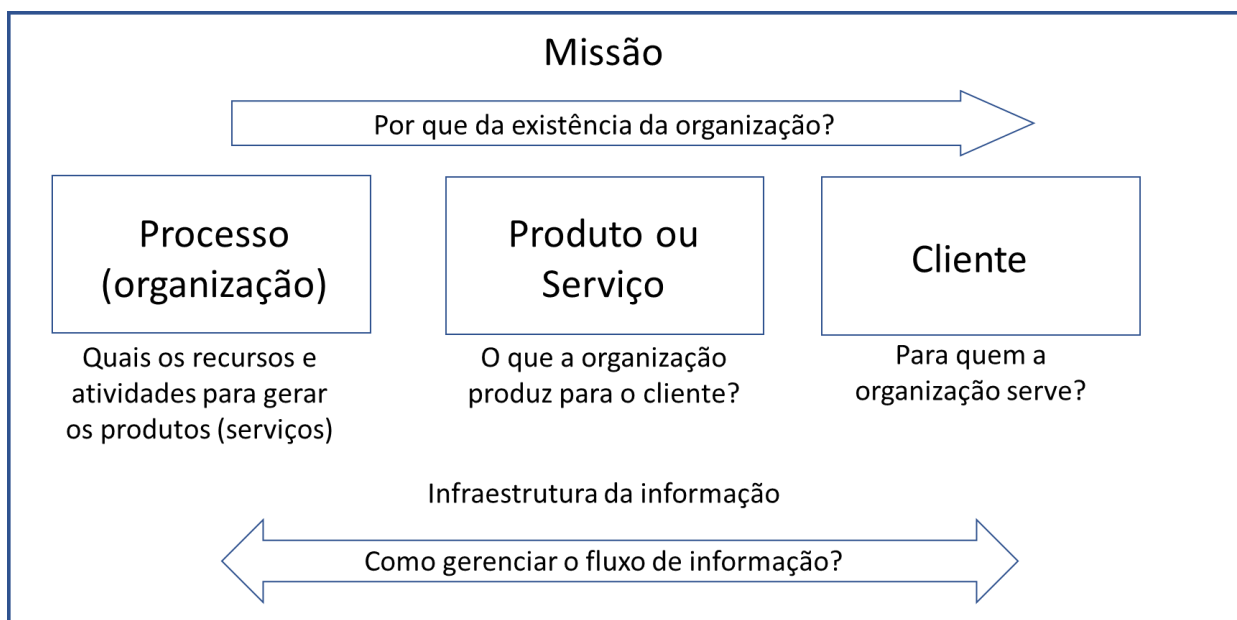 Missão
Por que da existência da organização?
Processo
(organização)
Produto ou
Serviço
Cliente
Quais os recursos e
atividades para gerar
os produtos (serviços)
O que a organização
produz para o cliente?
Para quem a
organização serve?
Infraestrutura da informação
Como gerenciar o fluxo de informação?